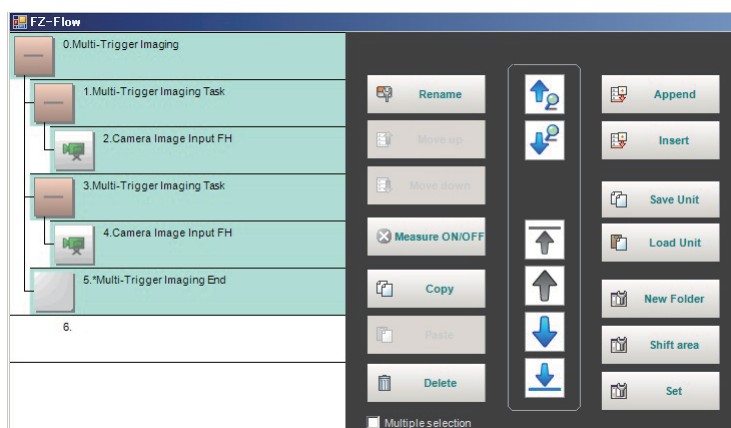 FZ-Flow
0.Multi-Trigger Imaging
1.Multi-Trigger Imaging Task
2.Camera Image Input FH
3.Multi-Trigger Imaging Task
4.Camera Image Input FH
5.*Multi-Trigger Imaging End
6.
Rename
Move up
Move down
Measure ON/OFF
Copy
Paste
Delete
Multiple selection
Append
Insert
Save Unit
Load Unit
New Folder
Shift area
Set